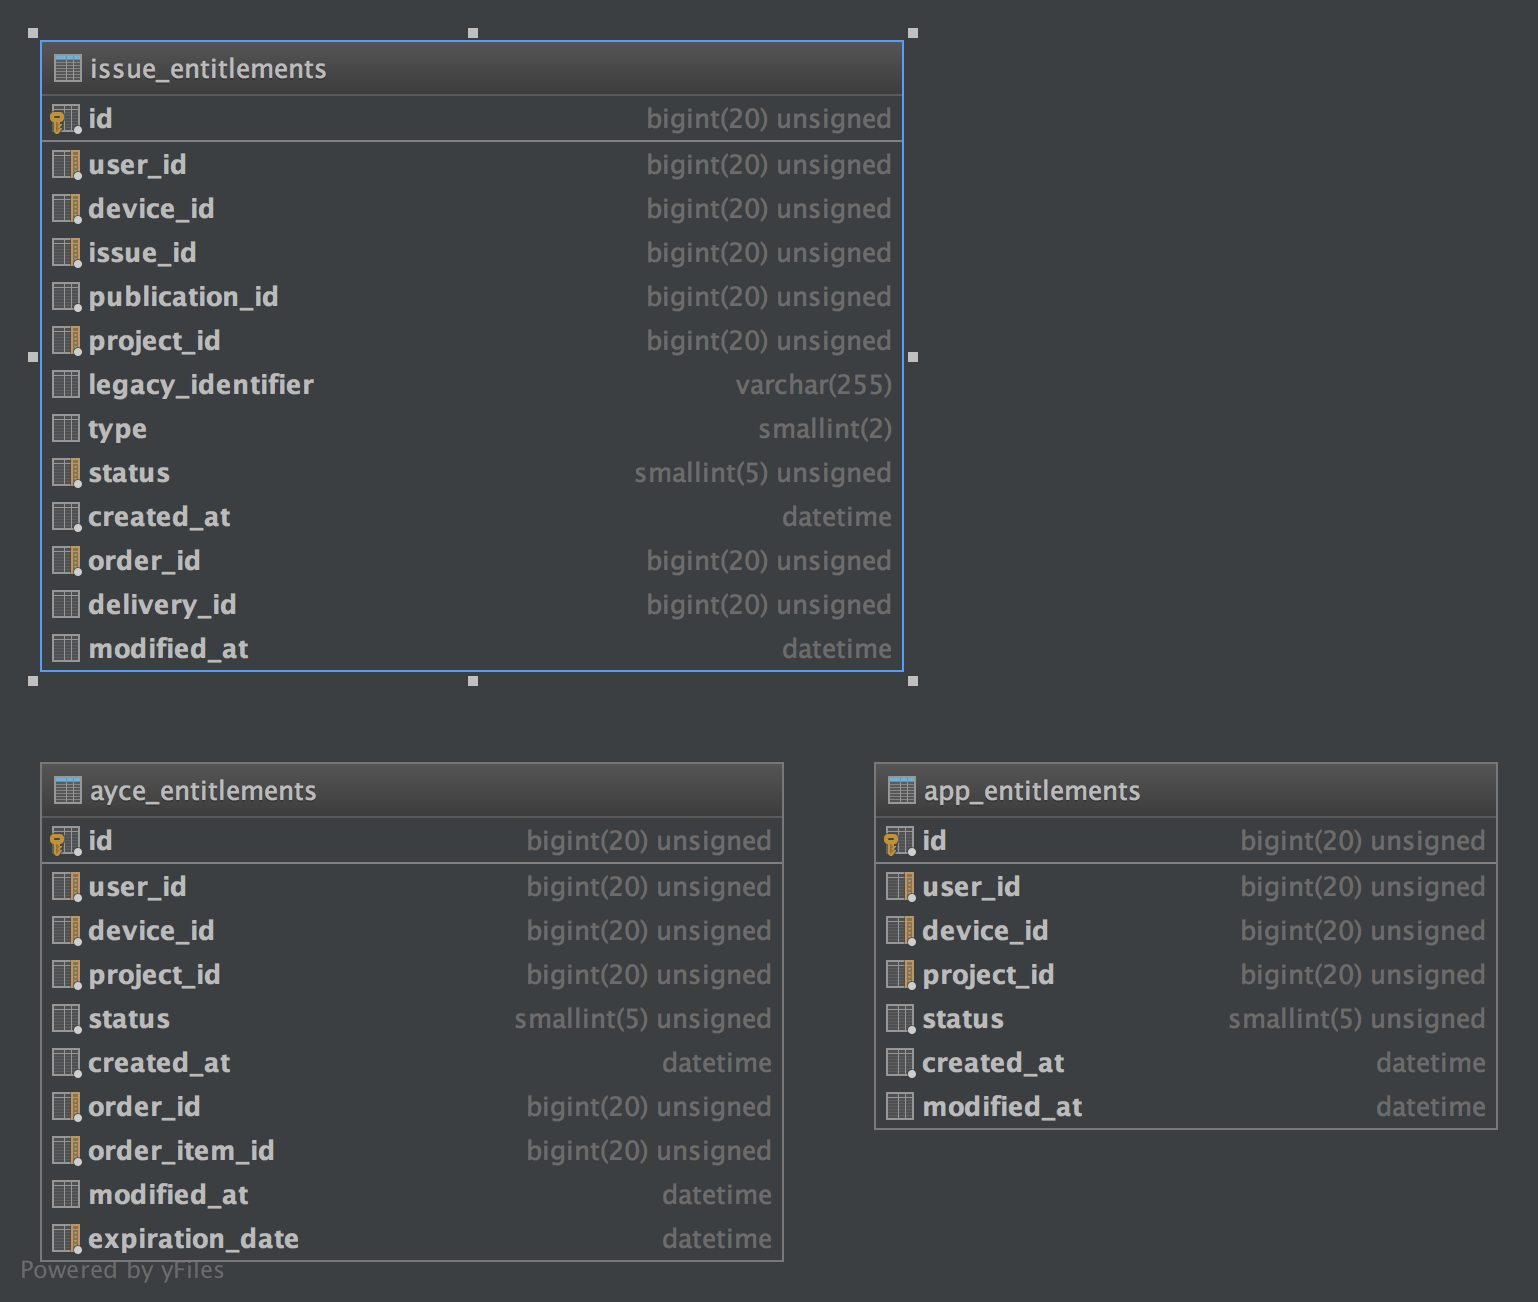 issue_entitlements
id bigint(20) unsigned
user_id bigint(20) unsigned
device_id bigint(20) unsigned
issue_id bigint(20) unsigned
publication_id bigint(20) unsigned
project_id bigint(20) unsigned
legacy_identifier varchar(255)
type smallint(2)
status smallint(5) unsigned
created_at datetime
order_id bigint(20) unsigned
delivery_id bigint(20) unsigned
modified_at datetime
ayce_entitlements
id bigint(20) unsigned
user_id bigint(20) unsigned
device_id bigint(20) unsigned
project_id bigint(20) unsigned
status smallint(5) unsigned
created_at datetime
order_id bigint(20) unsigned
order_item_id bigint(20) unsigned
modified_at datetime
expiration_date datetime
app_entitlements
id bigint(20) unsigned
user_id bigint(20) unsigned
device_id bigint(20) unsigned
project_id bigint(20) unsigned
status smallint(5) unsigned
created_at datetime
modified_at datetime
Powered by yFiles